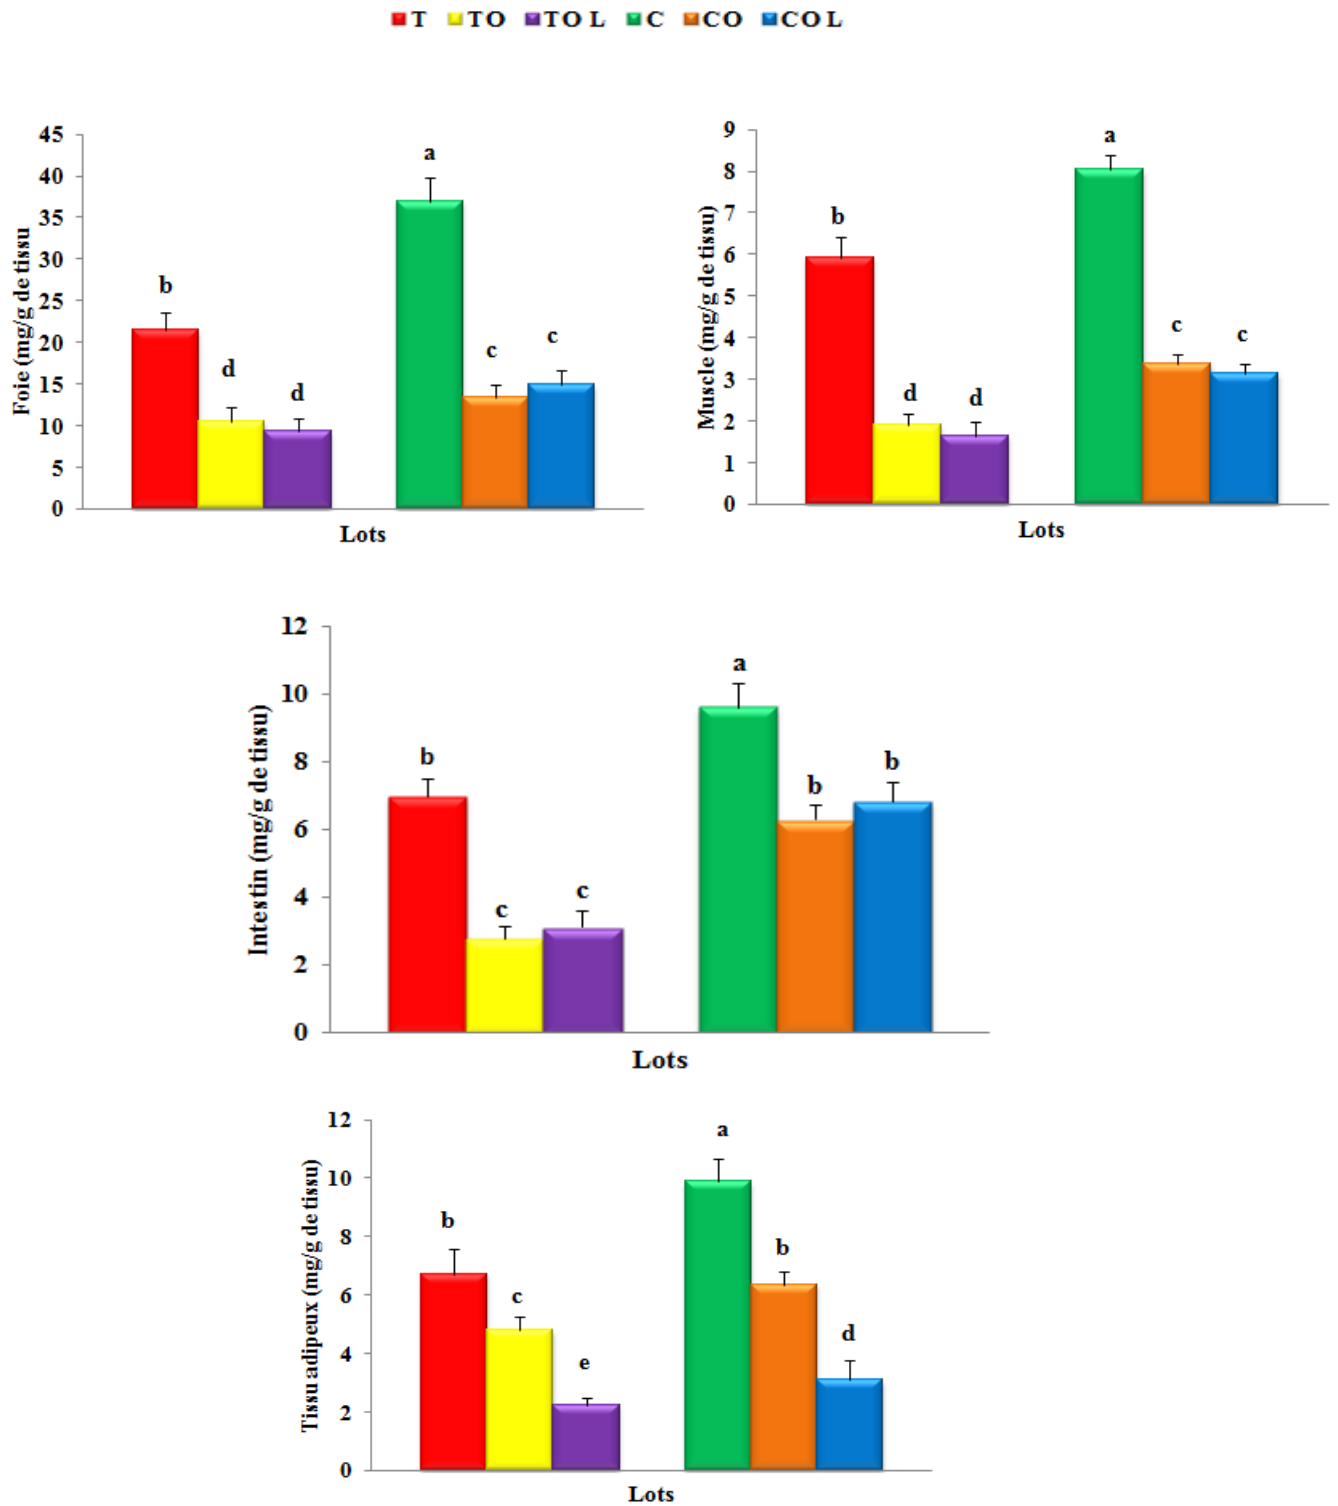 T TO TOL C CO COL
Foie (mg/g de tissu
45
40
35
30
25
20
15
10
5
0
b
d
d
a
c
c
Lots
Muscle (mg/g de tissu)
9
8
7
6
5
4
3
2
1
0
b
d
d
a
c
c
Lots
Intestin (mg/g de tissu)
12
10
8
6
4
2
0
b
c
c
a
b
b
Lots
Tissu adipeux (mg/g de tissu)
12
10
8
6
4
2
0
b
c
e
a
b
d
Lots